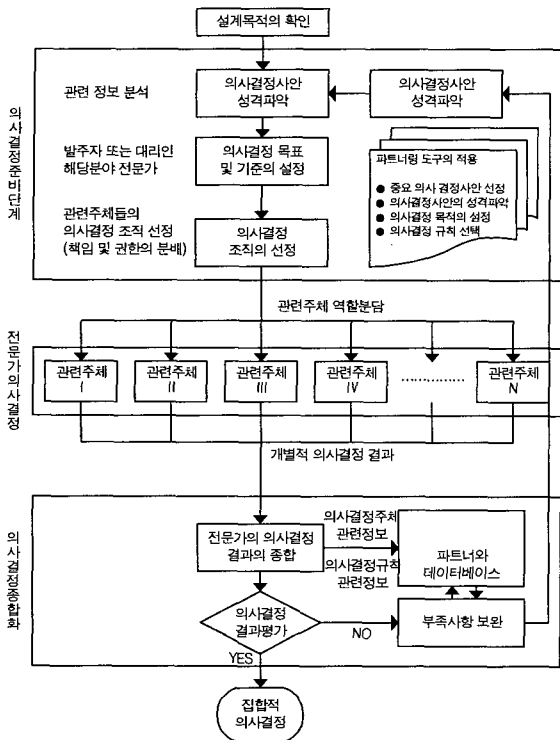 설계목적의 확인
의사결정준비단계
관련 정보 분석
의사결정사안
성격파악
의사결정사안
성격파악
발주자 또는 대리인
해당분야 전문가
의사결정 목표
및 기준의 설정
파트너링 도구의 적용
● 중요 의사 결정사안 선정
● 의사결정사안의 성격파악
● 의사결정 목적의 설정
● 의사결정 규칙 선택
관련주체들의
의사결정 조직 선정
(책임 및 권한의 분배)
의사결정
조직의 선정
관련주체 역할분담
전문가의사결정
관련주체
I
관련주체
II
관련주체
III
관련주체
IV
관련주체
N
개별적 의사결정 결과
의사결정종합화
전문가의 의사결정
결과의 종합
의사결정주체
관련정보
의사결정규칙
관련정보
파트너와
데이터베이스
의사결정
결과평가
NO
부족사항 보완
YES
집합적
의사결정